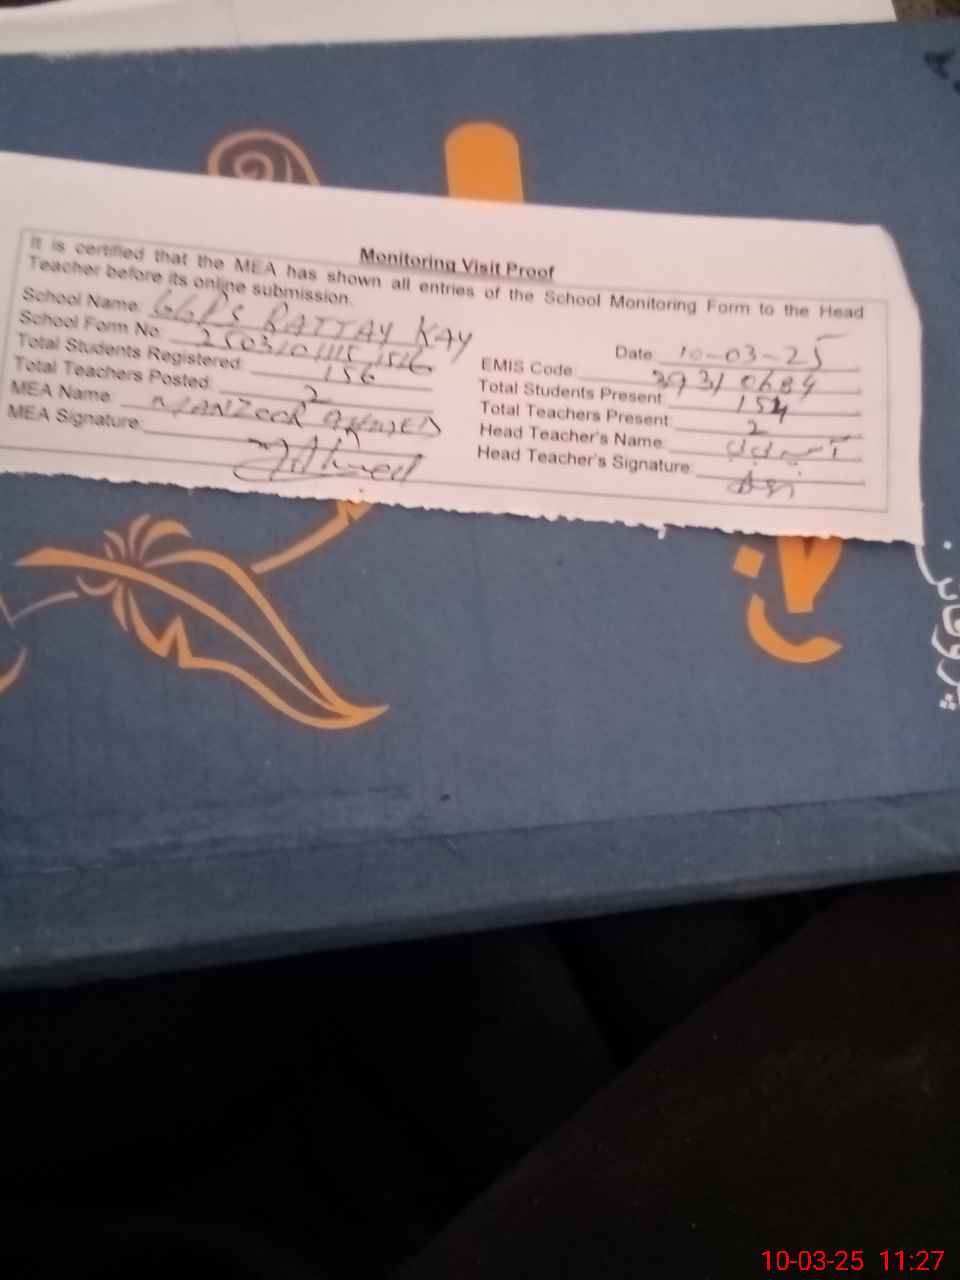 Monitoring Visit Proof
It is certified that the MEA has shown all entries of the School Monitoring Form to the Head
Teacher before its online submission.
School Name: GGPS RATTAY KAY
Date: 10-03-25
School Form No:
EMIS Code: 39310684
Total Students Registered: 156
Total Students Present: 154
Total Teachers Posted: 2
Total Teachers Present: 2
MEA Name: MANZOOR AHMED
Head Teacher's Name:
MEA Signature: Ahmed
Head Teacher's Signature:
10-03-25 11:27